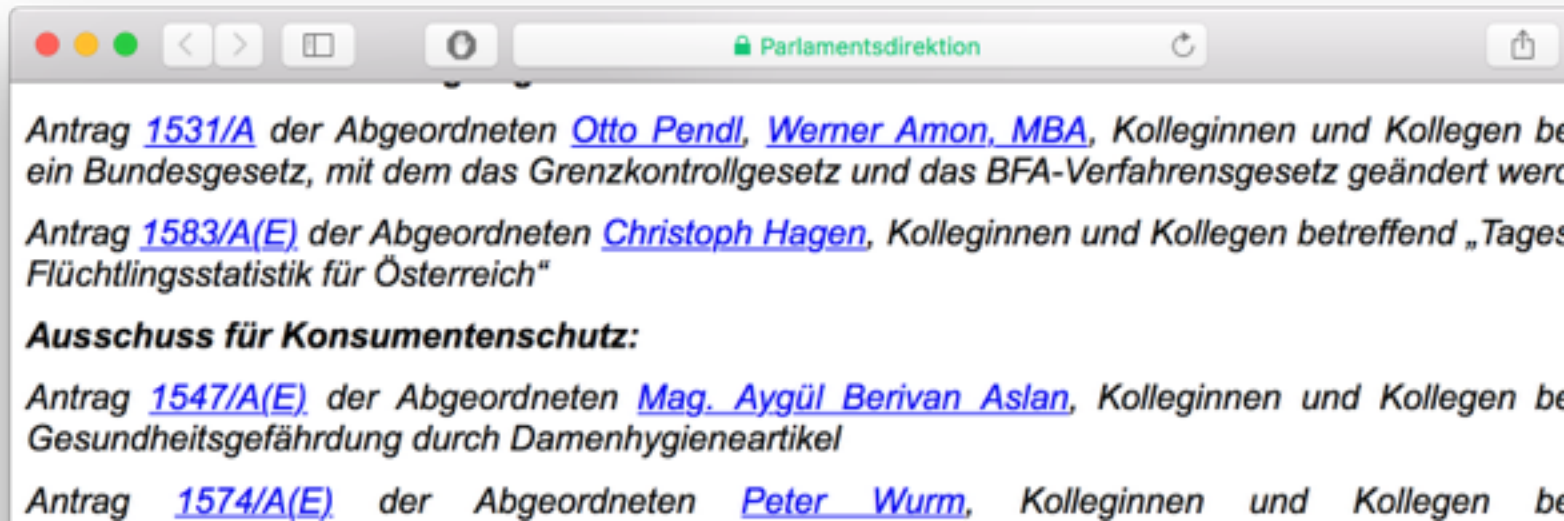 Parlamentsdirektion
Antrag 1531/A der Abgeordneten Otto Pendl, Werner Amon, MBA, Kolleginnen und Kollegen be
ein Bundesgesetz, mit dem das Grenzkontrollgesetz und das BFA-Verfahrensgesetz geändert werd
Antrag 1583/A(E) der Abgeordneten Christoph Hagen, Kolleginnen und Kollegen betreffend „Tages
Flüchtlingsstatistik für Österreich“
Ausschuss für Konsumentenschutz:
Antrag 1547/A(E) der Abgeordneten Mag. Aygül Berivan Aslan, Kolleginnen und Kollegen be
Gesundheitsgefährdung durch Damenhygieneartikel
Antrag 1574/A(E) der Abgeordneten Peter Wurm, Kolleginnen und Kollegen be